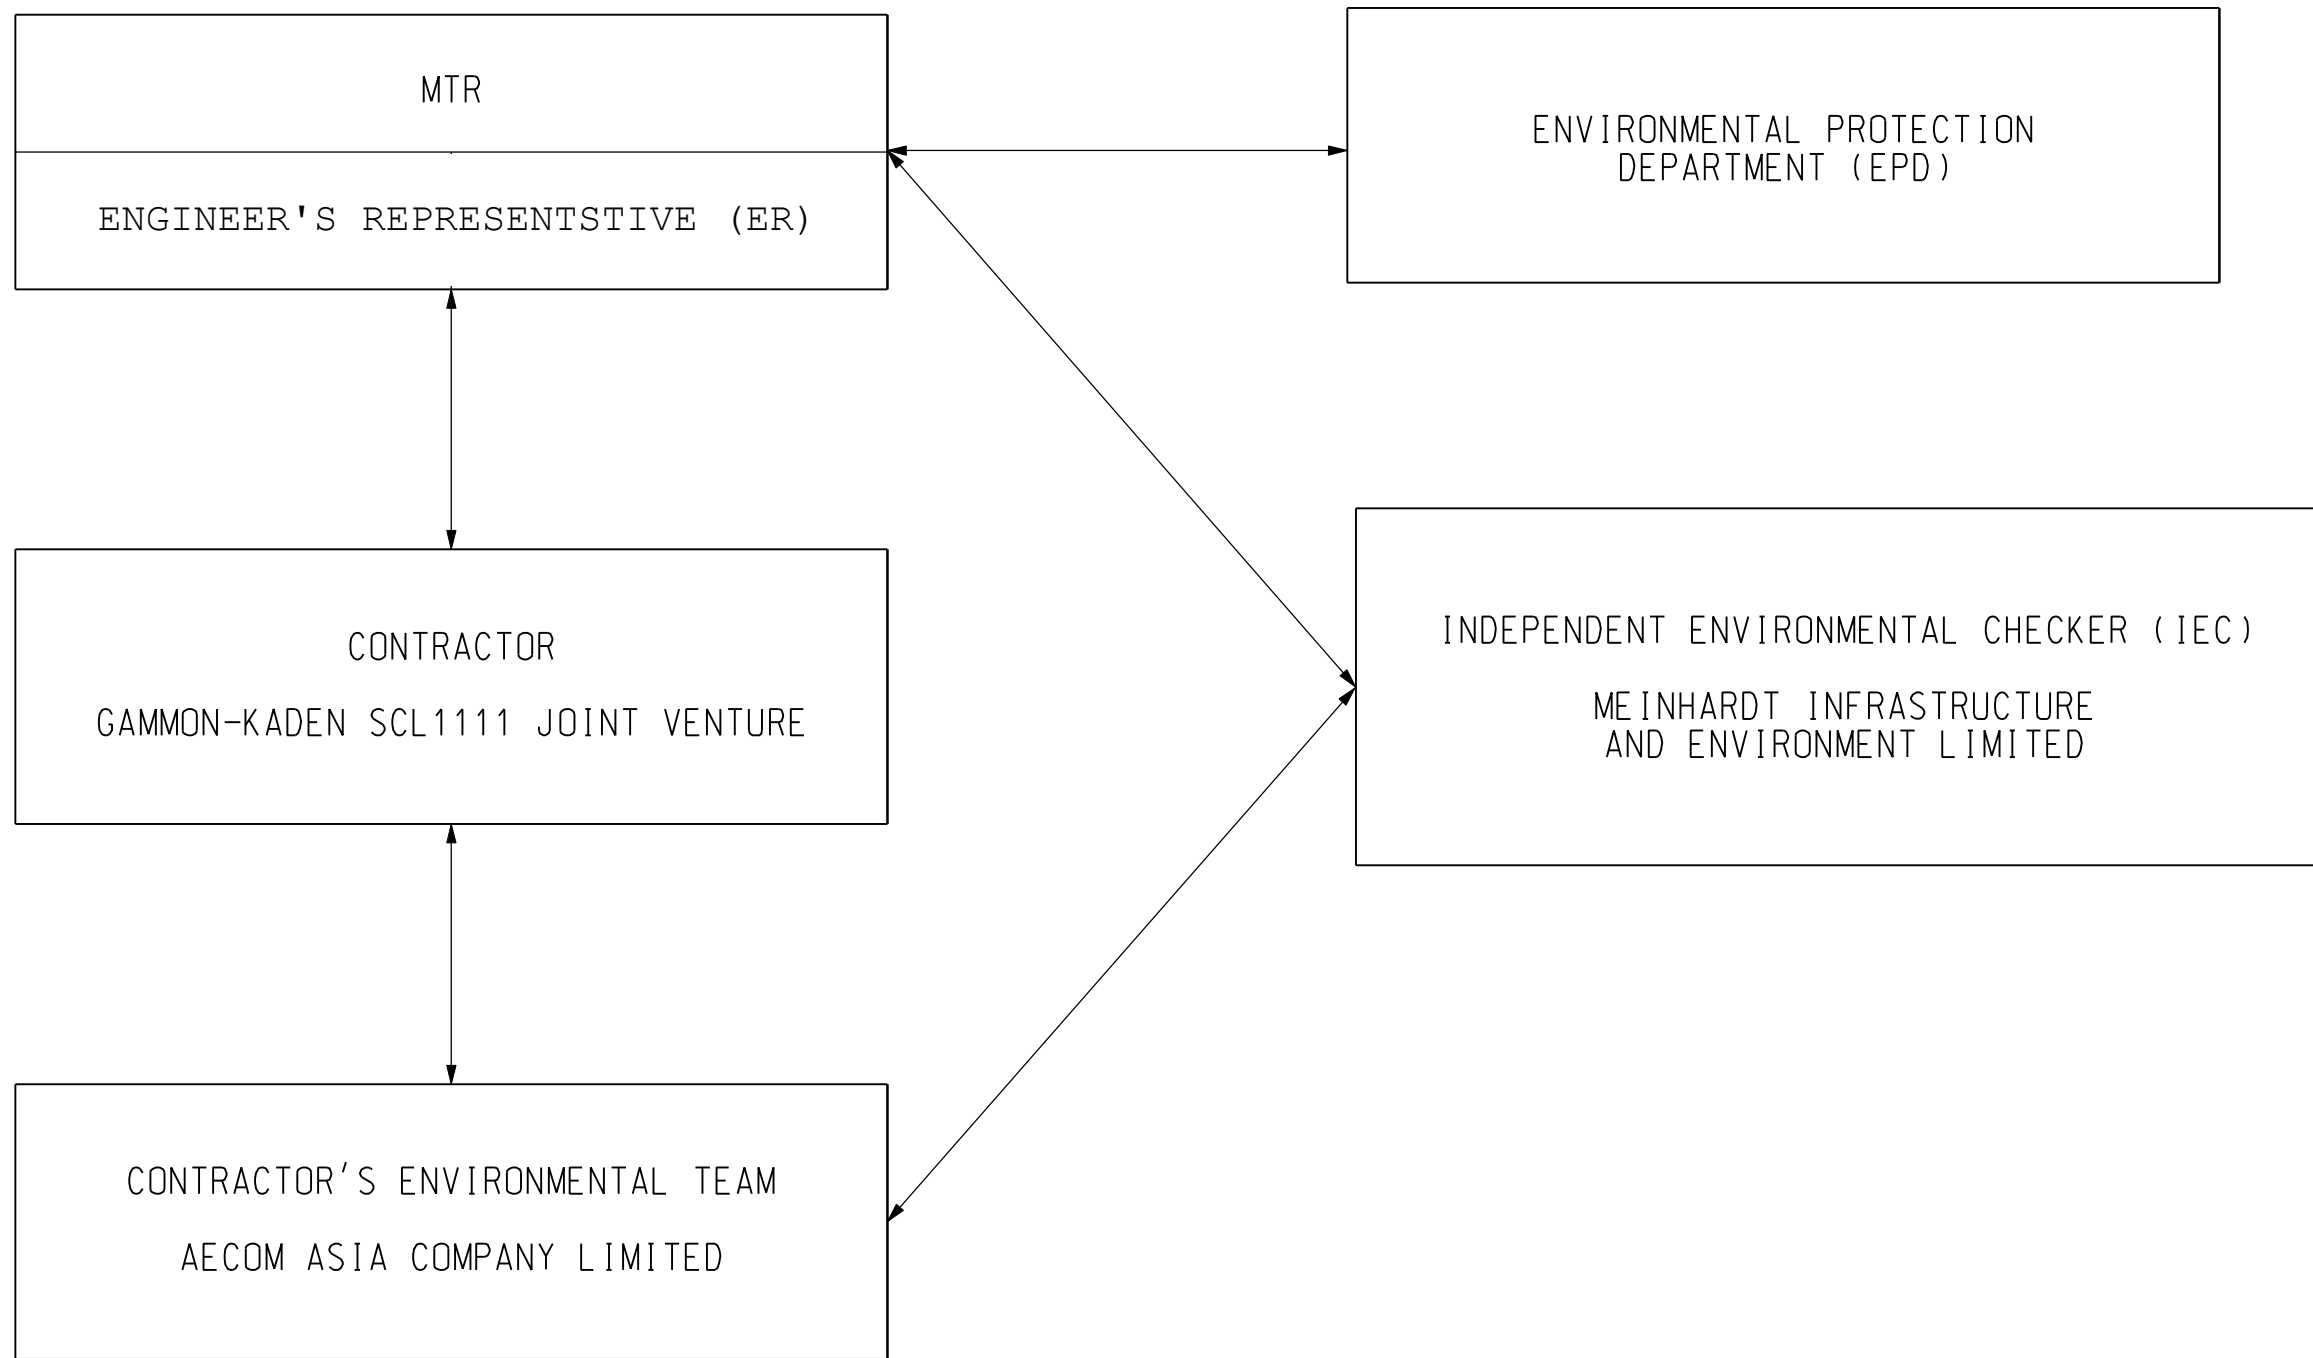 MTR
ENGINEER'S REPRESENTSTIVE (ER)
ENVIRONMENTAL PROTECTION
DEPARTMENT (EPD)
CONTRACTOR
GAMMON-KADEN SCL1111 JOINT VENTURE
INDEPENDENT ENVIRONMENTAL CHECKER (IEC)
MEINHARDT INFRASTRUCTURE
AND ENVIRONMENT LIMITED
CONTRACTOR'S ENVIRONMENTAL TEAM
AECOM ASIA COMPANY LIMITED